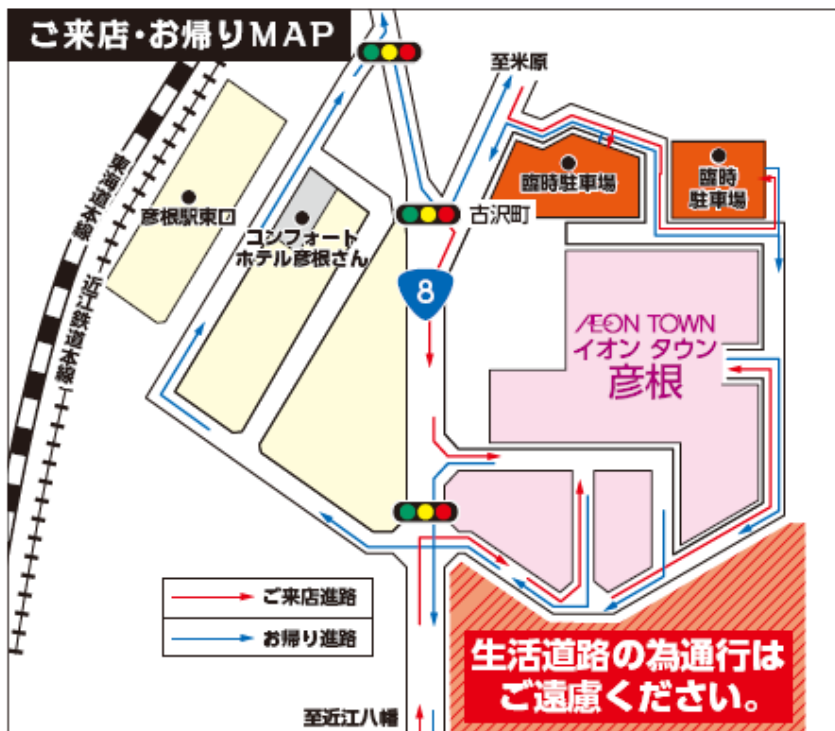 ご来店・お帰りMAP
至米原
臨時駐車場
臨時
駐車場
東海道本線
彦根駅東口
コンフォート
ホテル彦根さん
古沢町
近江鉄道本線
8
ÆON TOWN
イオン タウン
彦根
ご来店進路
お帰り進路
生活道路の為通行は
ご遠慮ください。
至近江八幡